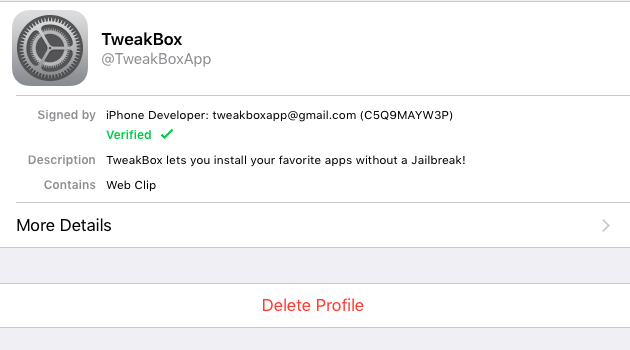 TweakBox
@TweakBoxApp
Signed by iPhone Developer: tweakboxapp@gmail.com (C5Q9MAYW3P)
Verified ✓
Description TweakBox lets you install your favorite apps without a Jailbreak!
Contains Web Clip
More Details
Delete Profile